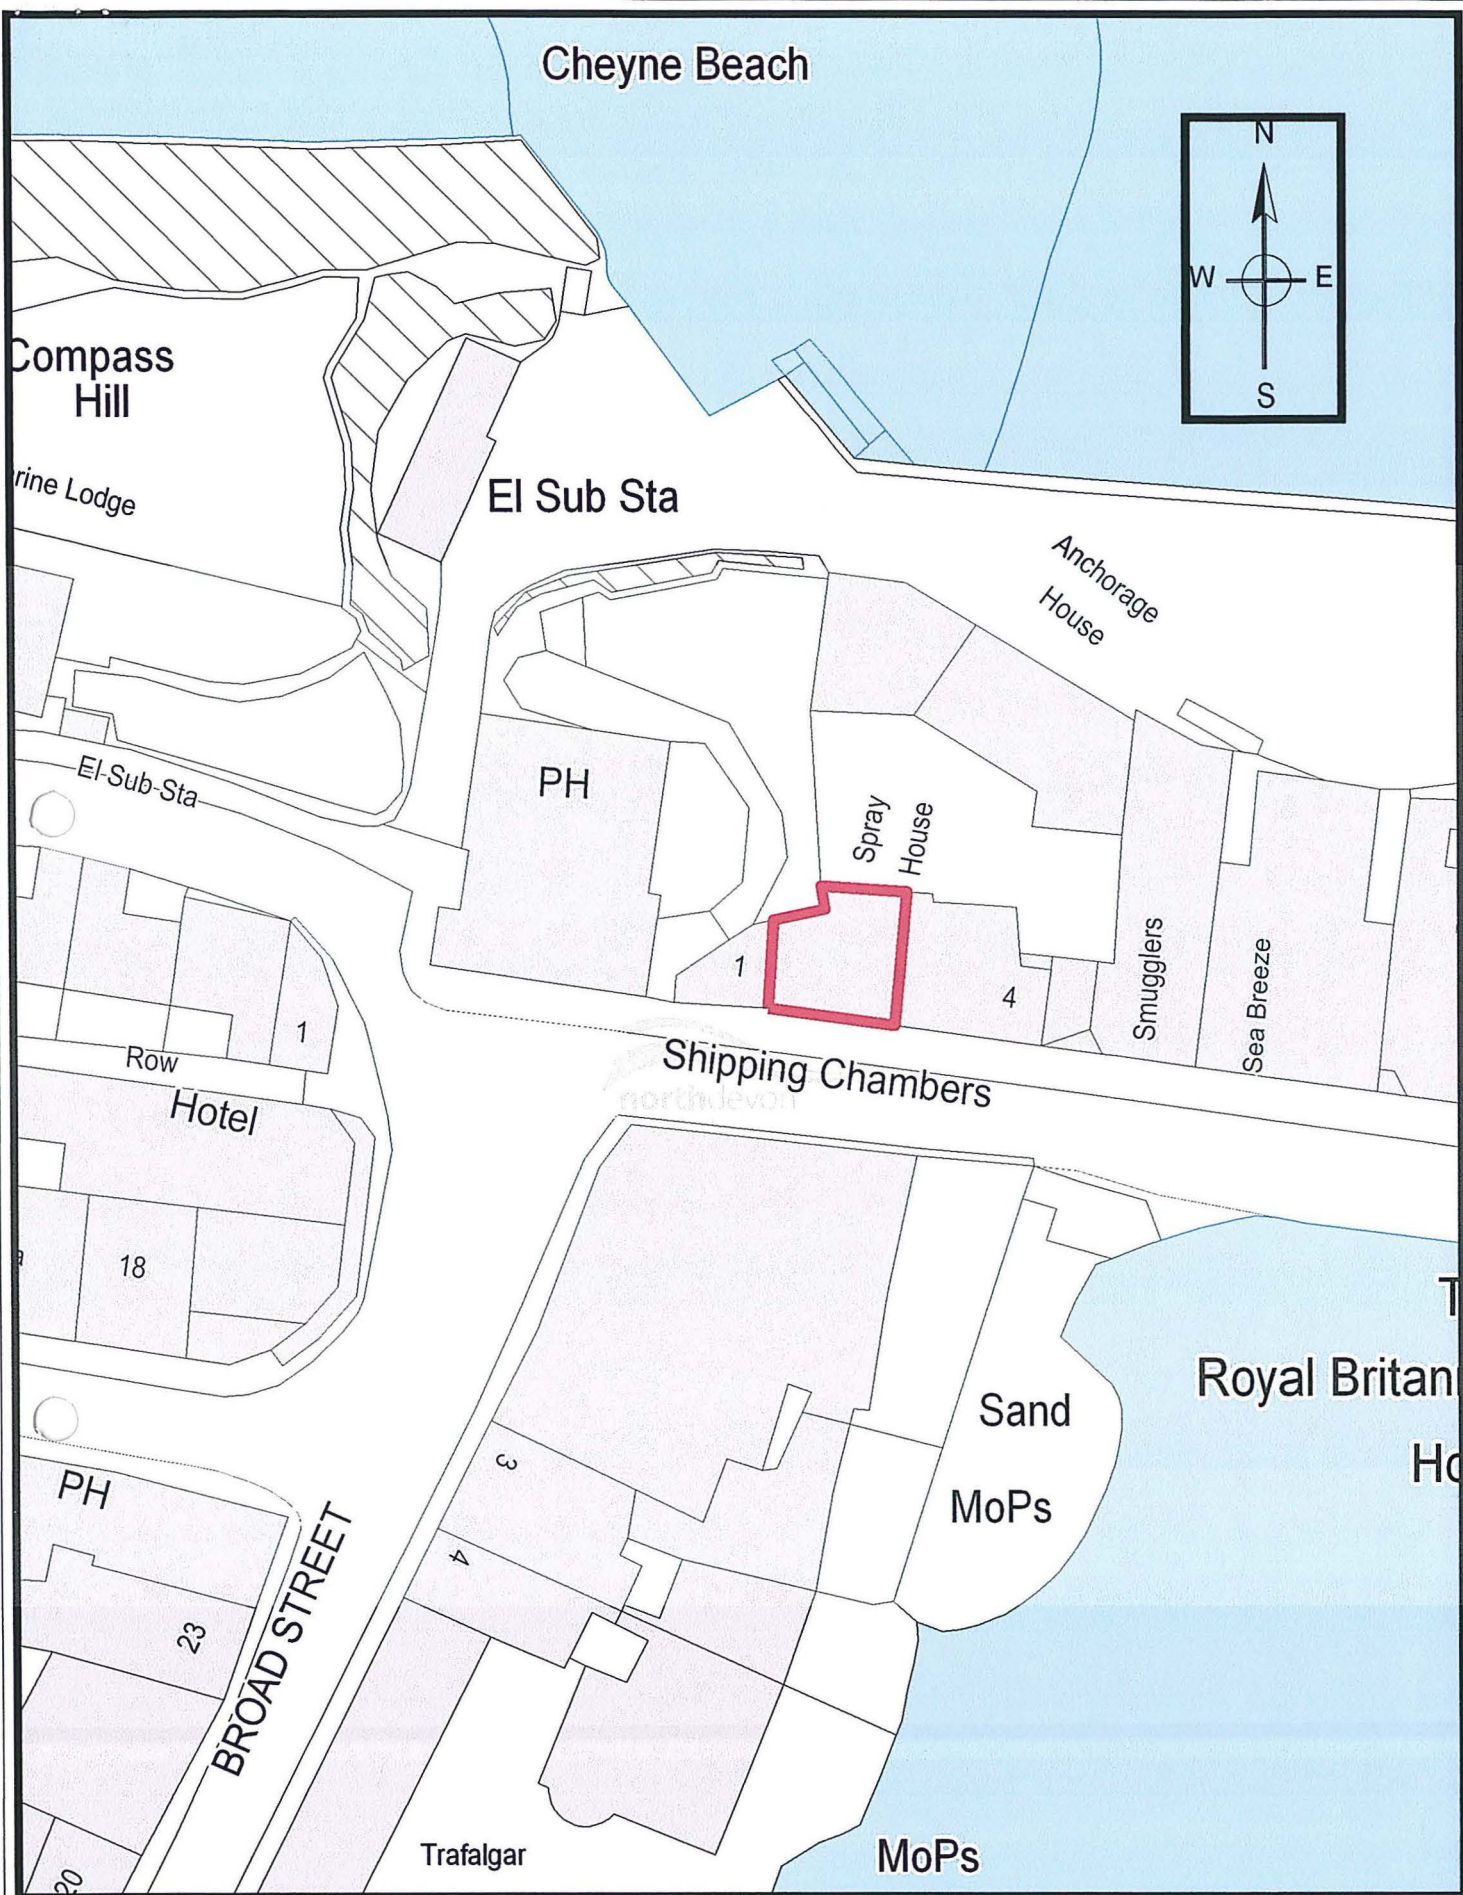 Cheyne Beach
N
W
E
S
Compass
Hill
rine Lodge
El Sub Sta
Anchorage
House
El Sub Sta
PH
Spray
House
1
4
Smugglers
Sea Breeze
1
Row
Hotel
Shipping Chambers
northdevon
18
a
T
Royal Britan
Ho
Sand
MoPs
3
4
PH
23
BROAD STREET
20
Trafalgar
MoPs